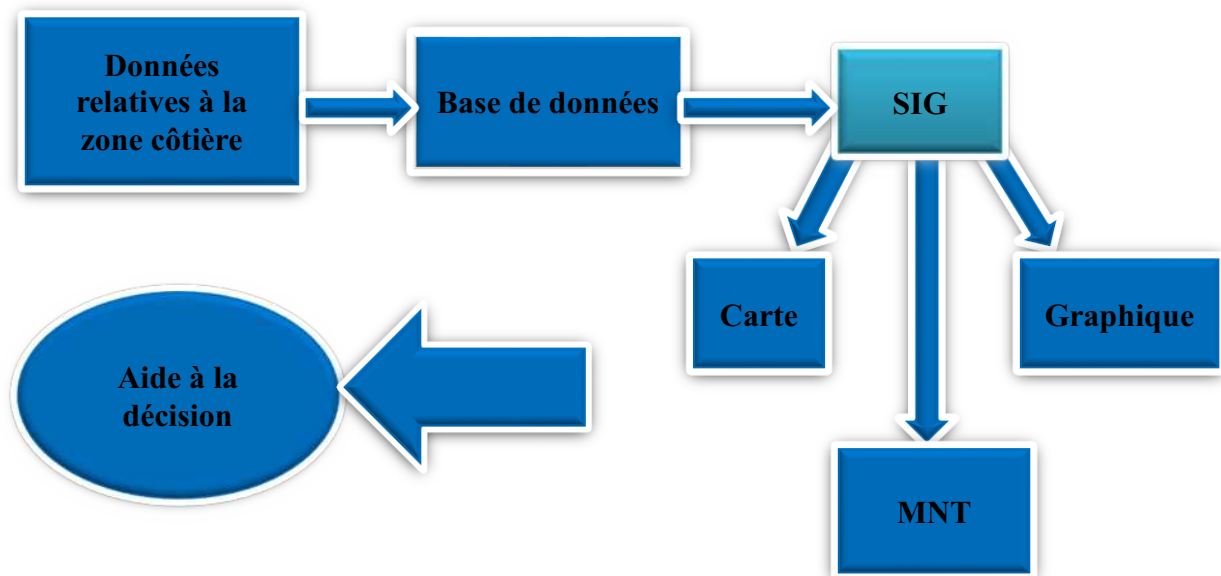 Données
relatives à la
zone côtière
Base de données
SIG
Carte
Graphique
Aide à la
décision
MNT